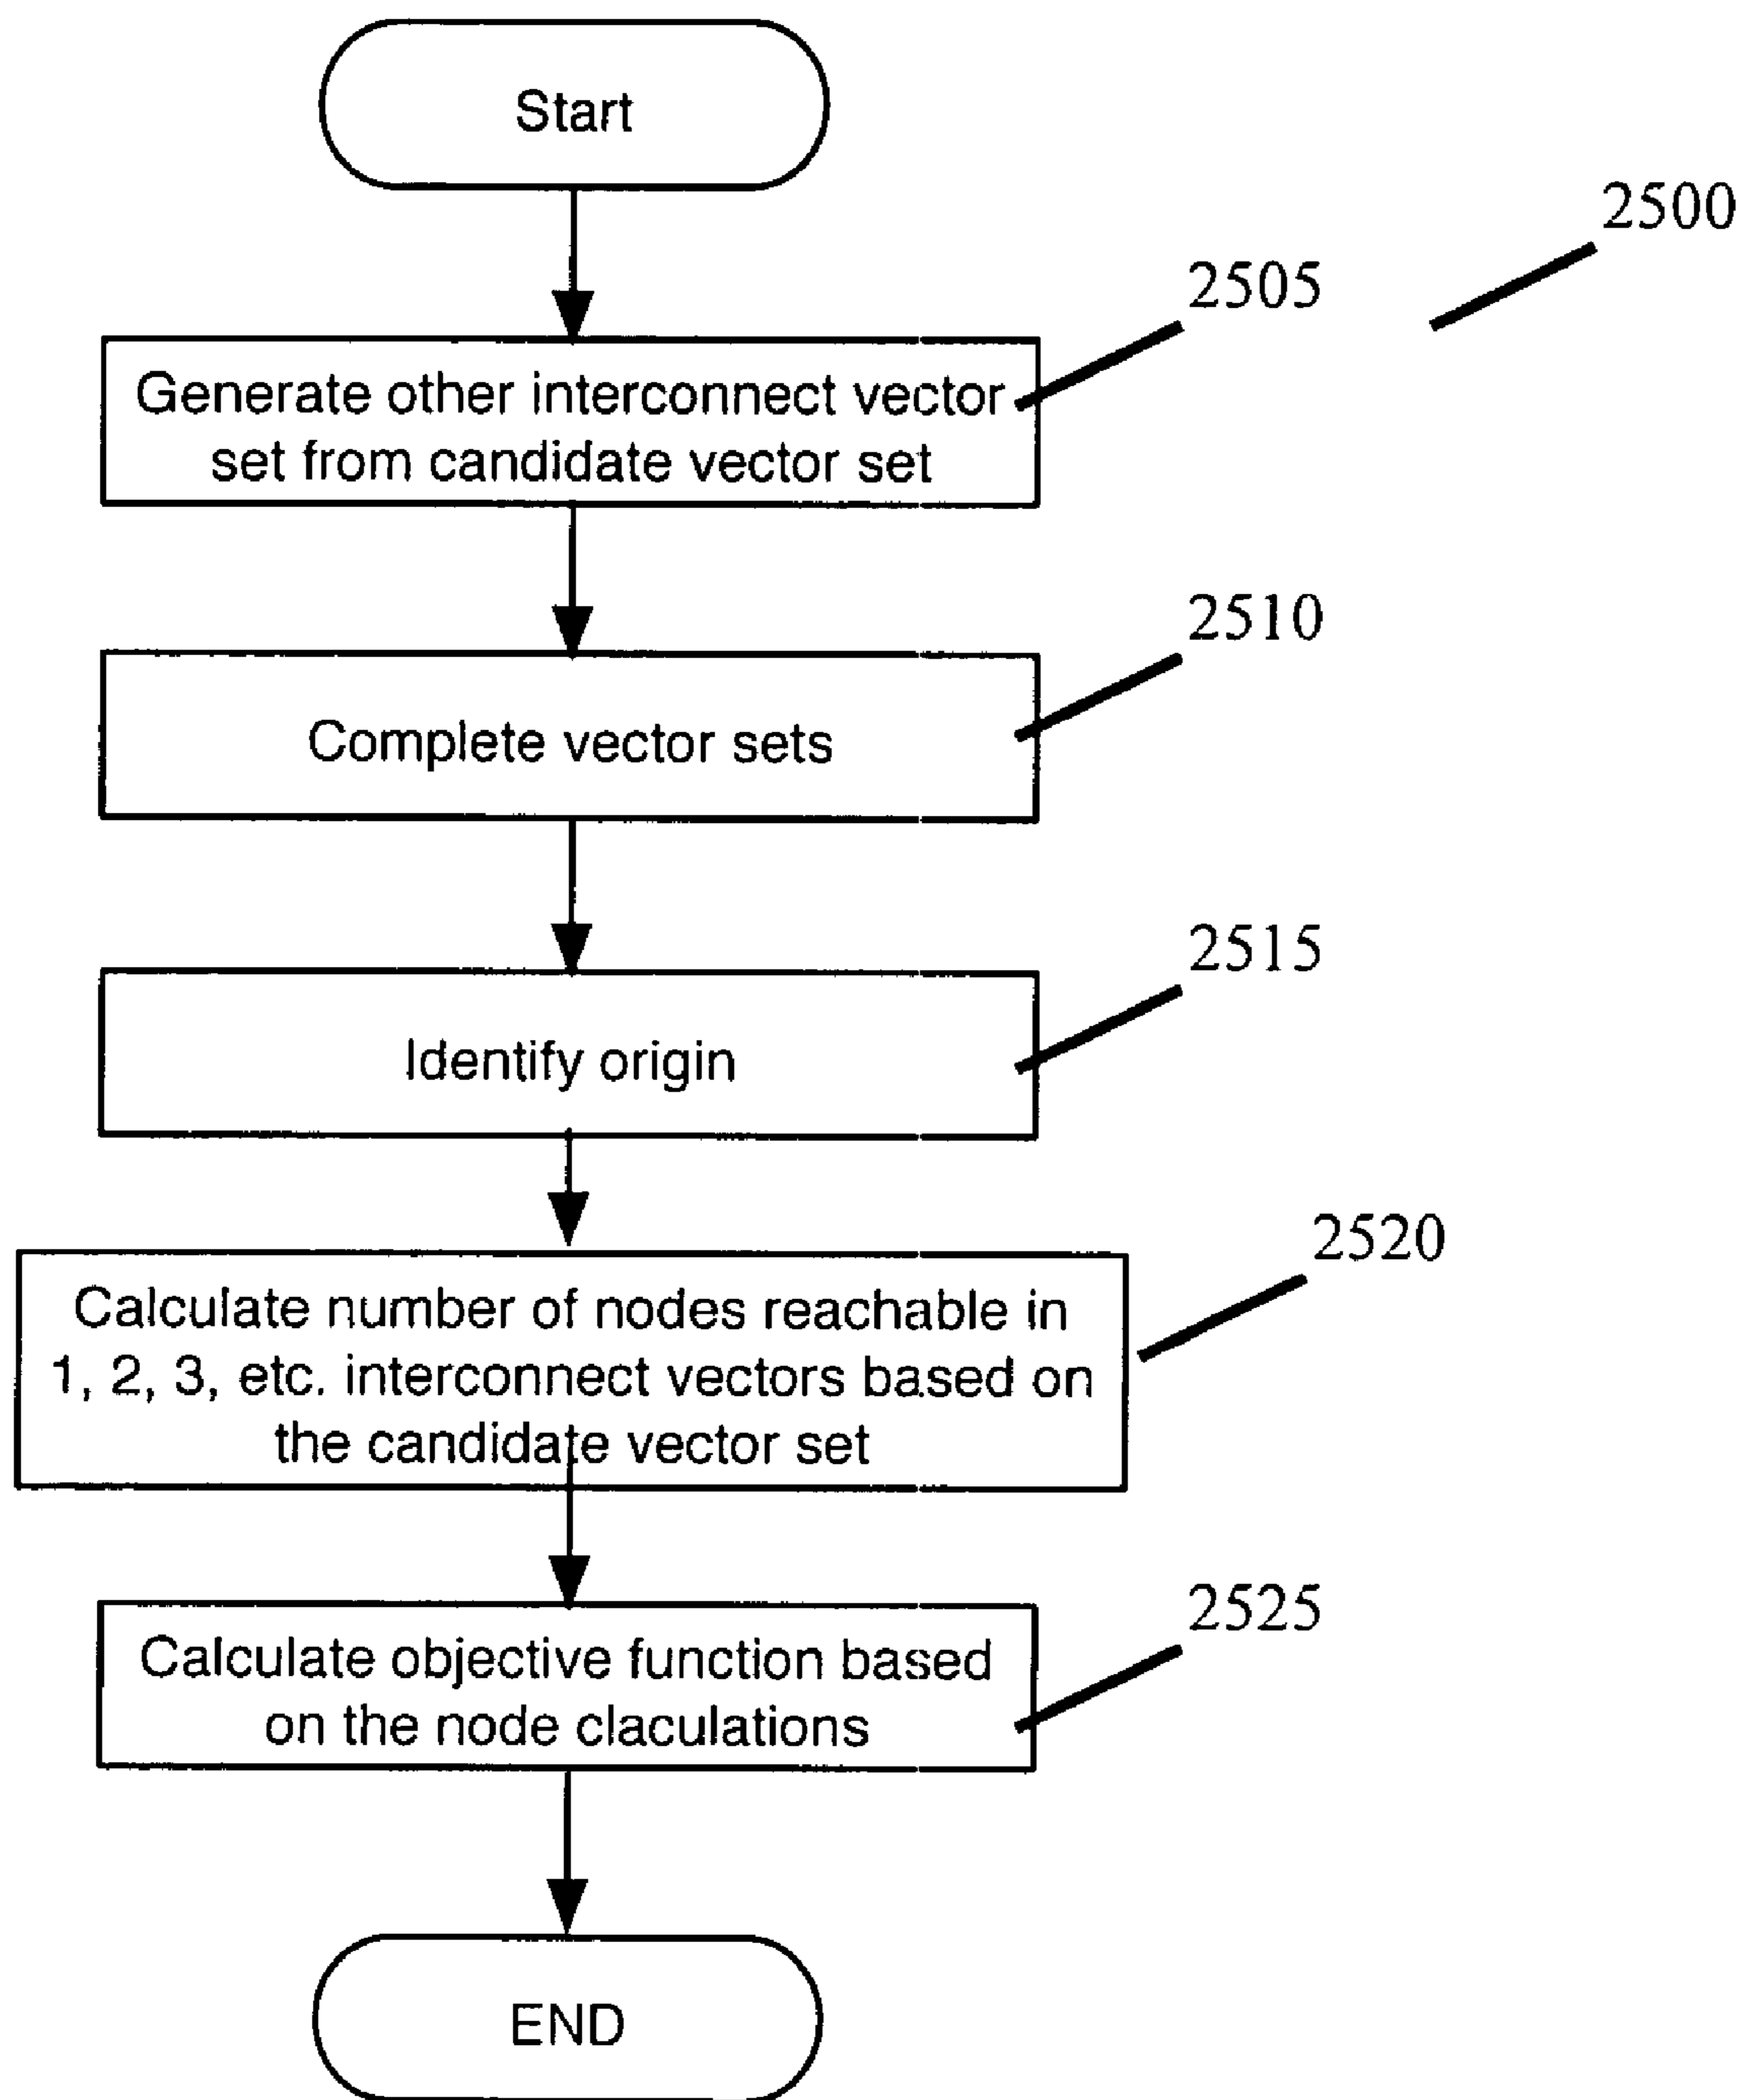 Start
2500
2505
Generate other interconnect vector
set from candidate vector set
2510
Complete vector sets
2515
Identify origin
2520
Calculate number of nodes reachable in
1, 2, 3, etc. interconnect vectors based on
the candidate vector set
2525
Calculate objective function based
on the node claculations
END